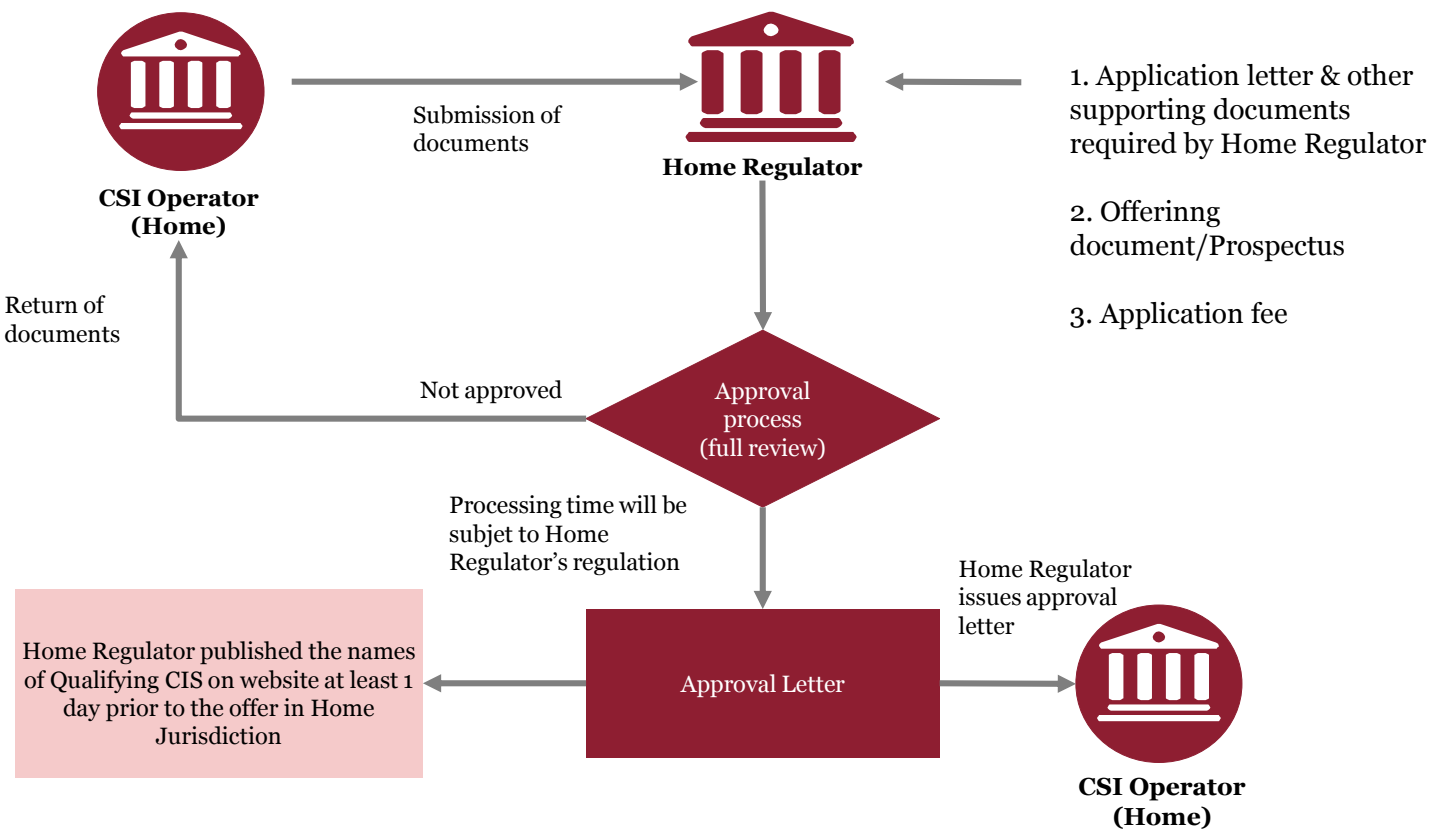 Submission of
documents
CSI Operator
(Home)
Home Regulator
1. Application letter & other
supporting documents
required by Home Regulator
2. Offerinng
document/Prospectus
3. Application fee
Return of
documents
Not approved
Approval
process
(full review)
Processing time will be
subjet to Home
Regulator’s regulation
Home Regulator
issues approval
letter
Home Regulator published the names
of Qualifying CIS on website at least 1
day prior to the offer in Home
Jurisdiction
Approval Letter
CSI Operator
(Home)